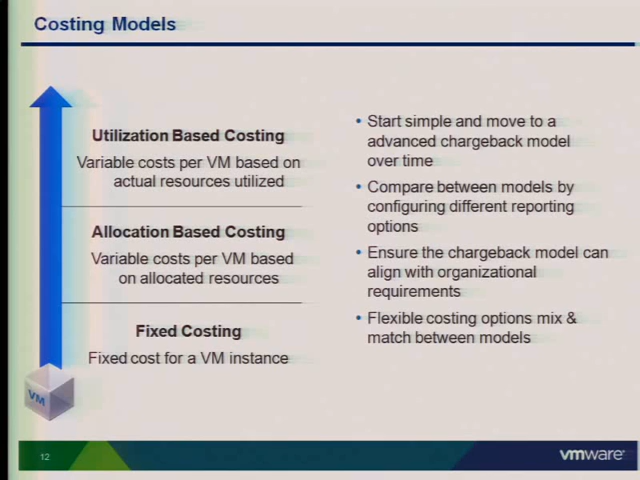 Costing Models
Utilization Based Costing
Variable costs per VM based on
actual resources utilized
Allocation Based Costing
Variable costs per VM based
on allocated resources
Fixed Costing
Fixed cost for a VM instance
VM
• Start simple and move to a
advanced chargeback model
over time
• Compare between models by
configuring different reporting
options
• Ensure the chargeback model can
align with organizational
requirements
• Flexible costing options mix &
match between models
12
vmware